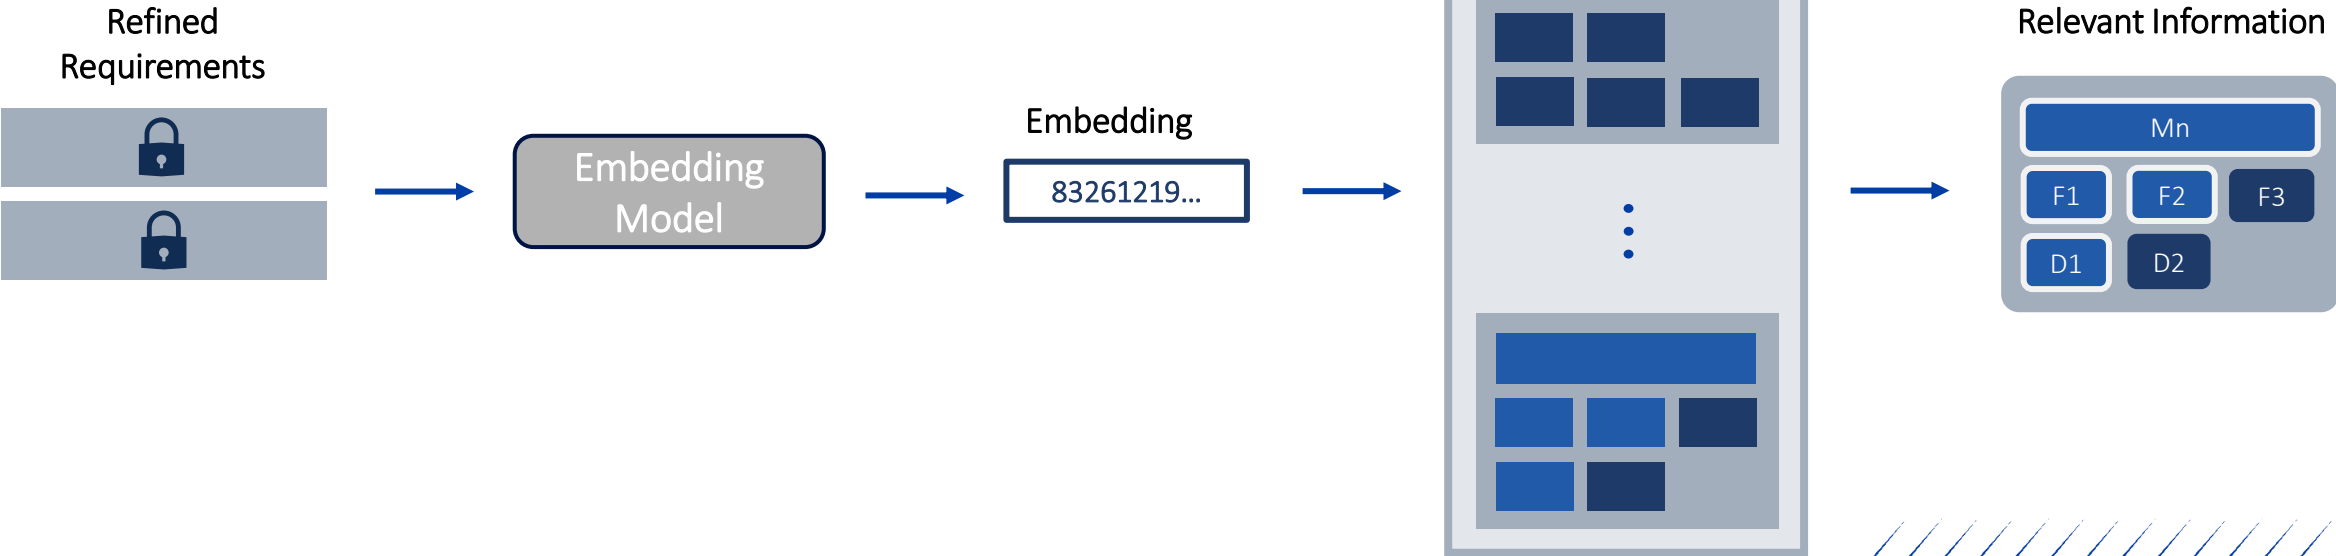 Refined
Requirements
Embedding
Model
Embedding
83261219...
Relevant Information
Mn
F1
F2
F3
D1
D2